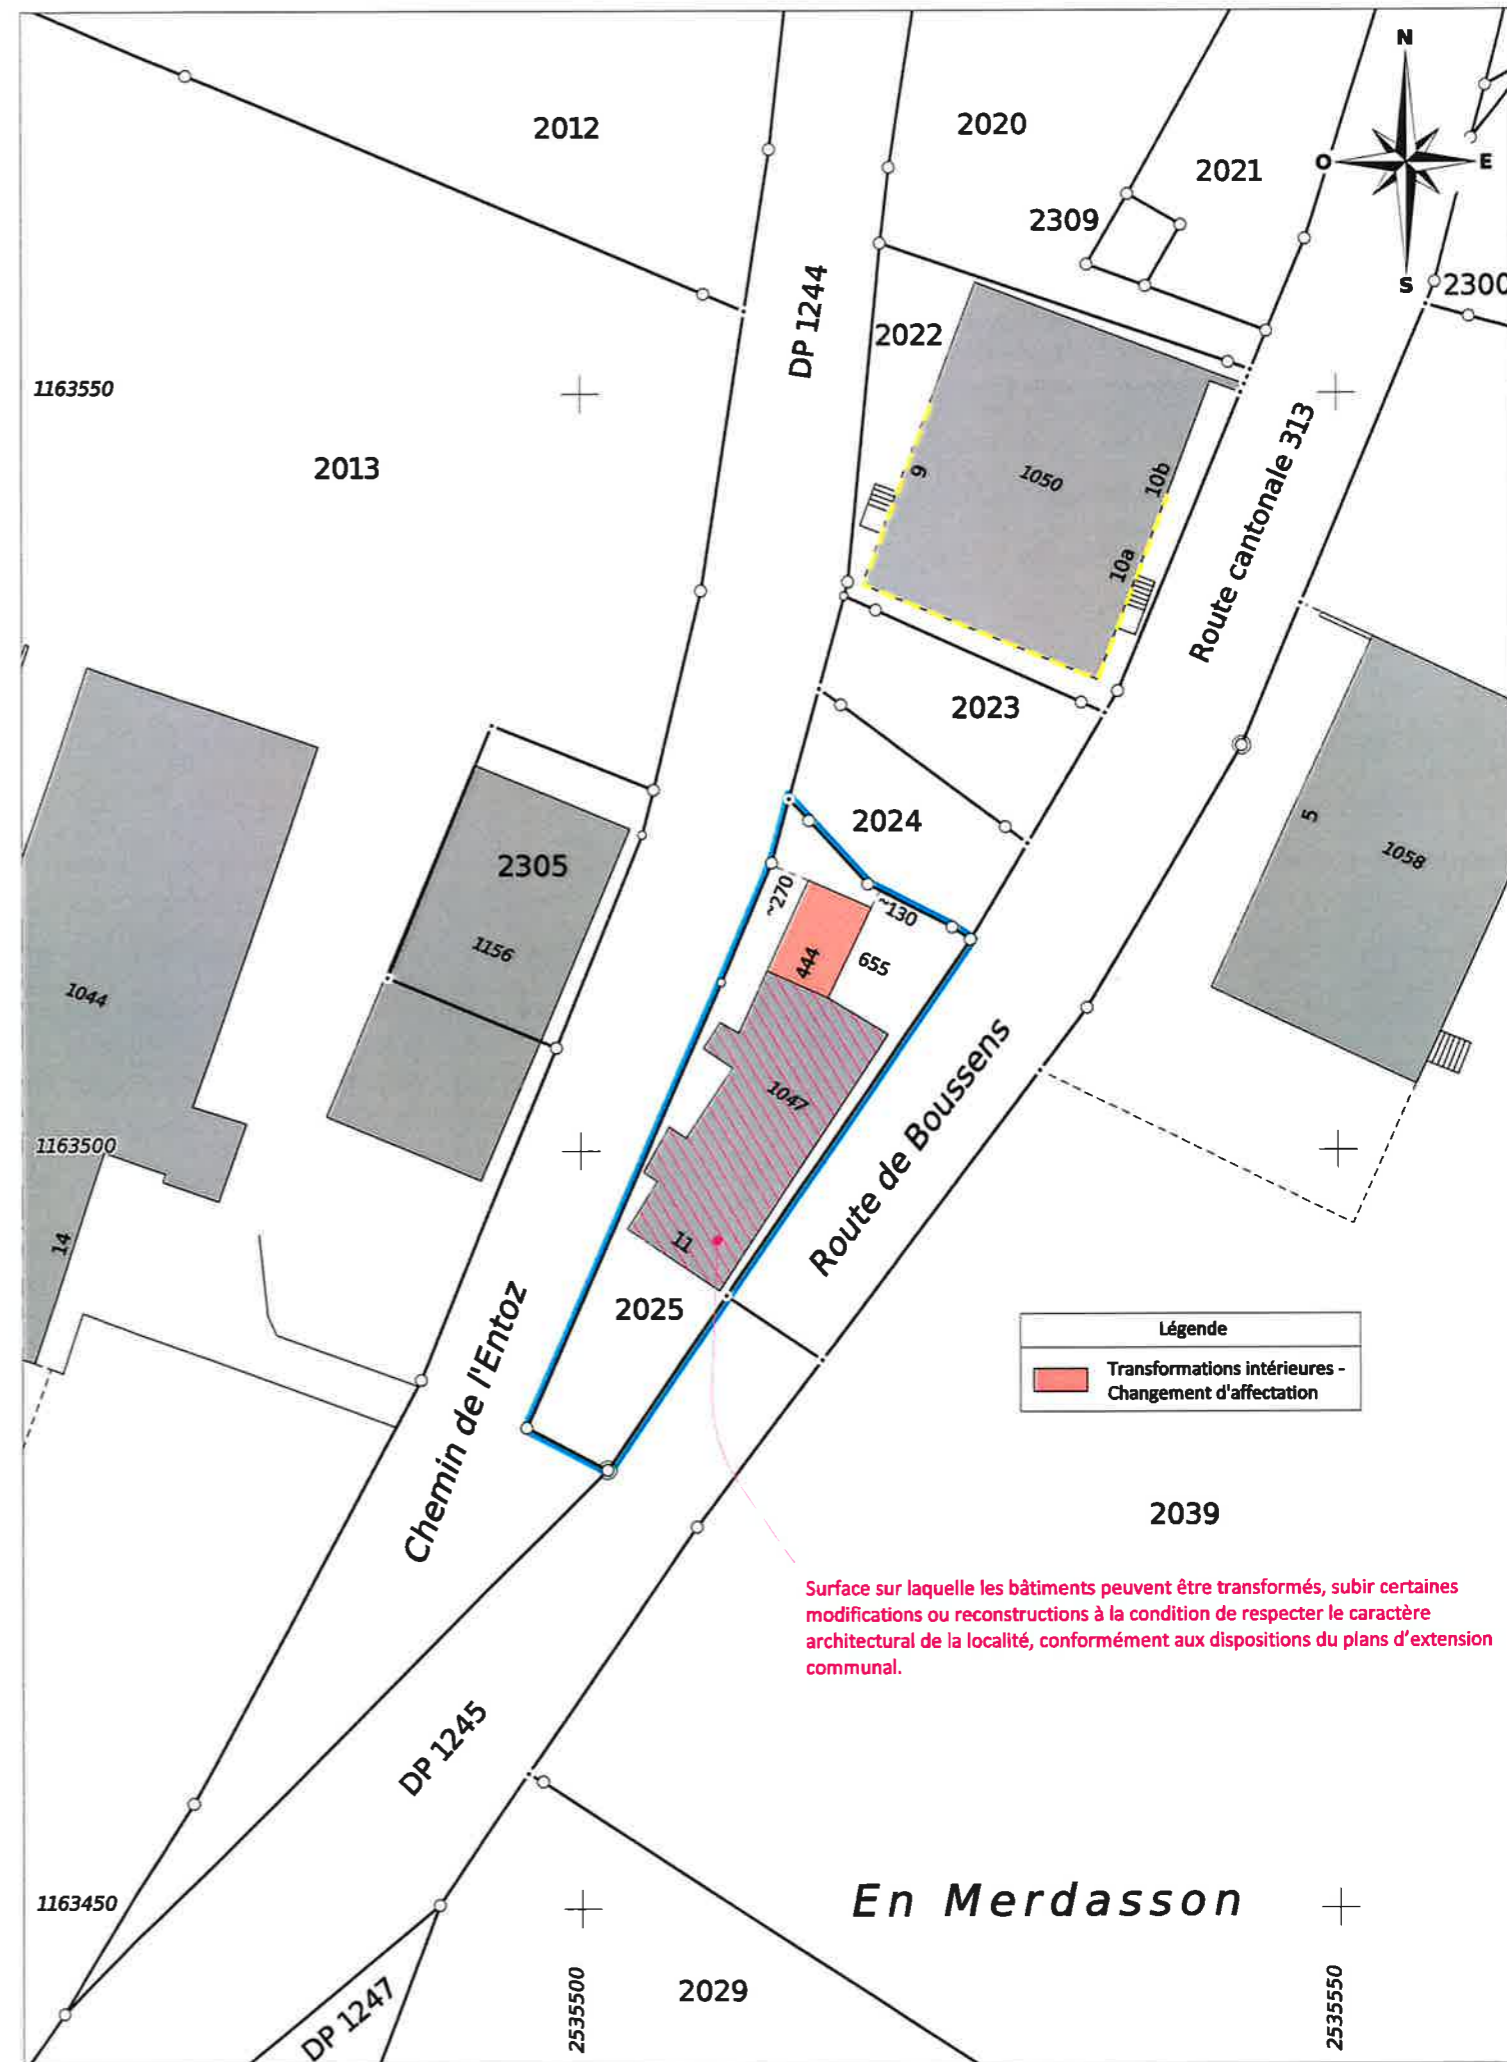 N
2012
2020
2021
O
E
2309
S
2300
DP 1244
2022
1163550
2013
9
1050
10b
10a
Route cantonale 313
2023
2024
5
1058
2305
1156
1044
~270
~130
444
655
1047
1163500
14
11
Route de Boussens
2025
Chemin de l'Entoz
Légende
Transformations intérieures -
Changement d'affectation
2039
Surface sur laquelle les bâtiments peuvent être transformés, subir certaines
modifications ou reconstructions à la condition de respecter le caractère
architectural de la localité, conformément aux dispositions du plans d'extension
communal.
DP 1245
1163450
En Merdasson
2535500
2029
2535550
DP 1247